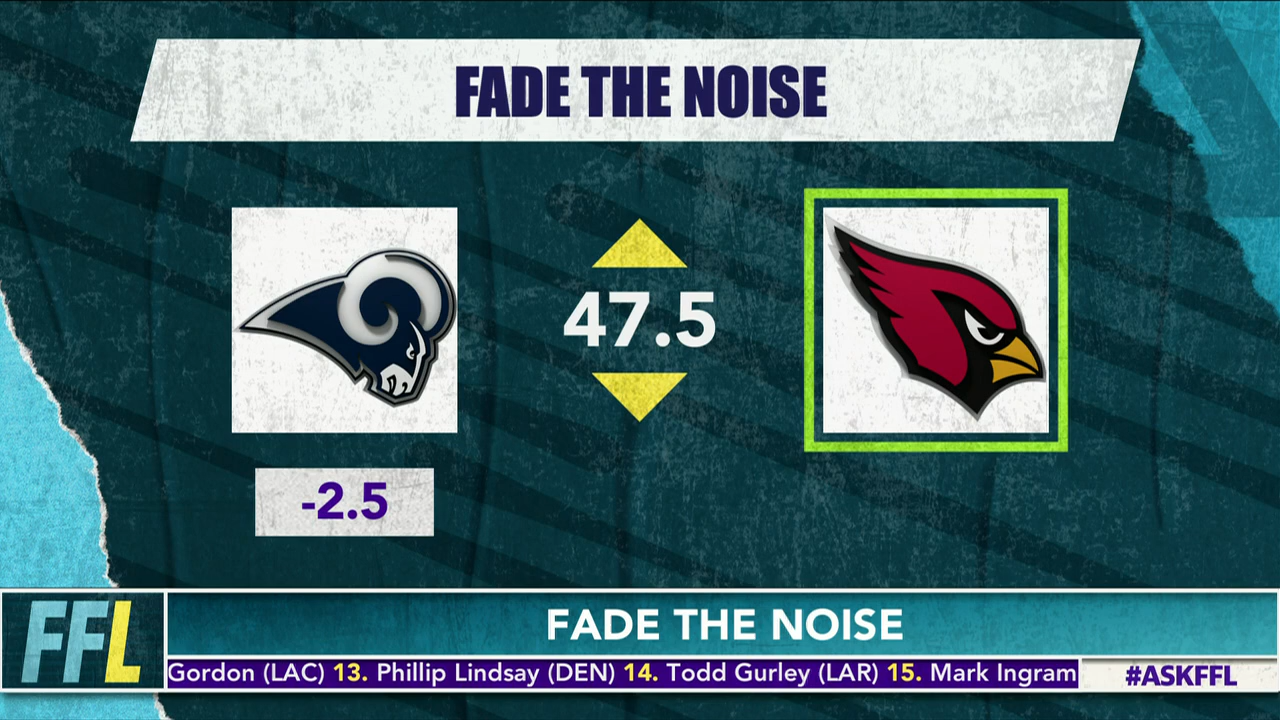 FADE THE NOISE
47.5
-2.5
FFL
FADE THE NOISE
Gordon (LAC) 13. Phillip Lindsay (DEN) 14. Todd Gurley (LAR) 15. Mark Ingram
#ASKFFL